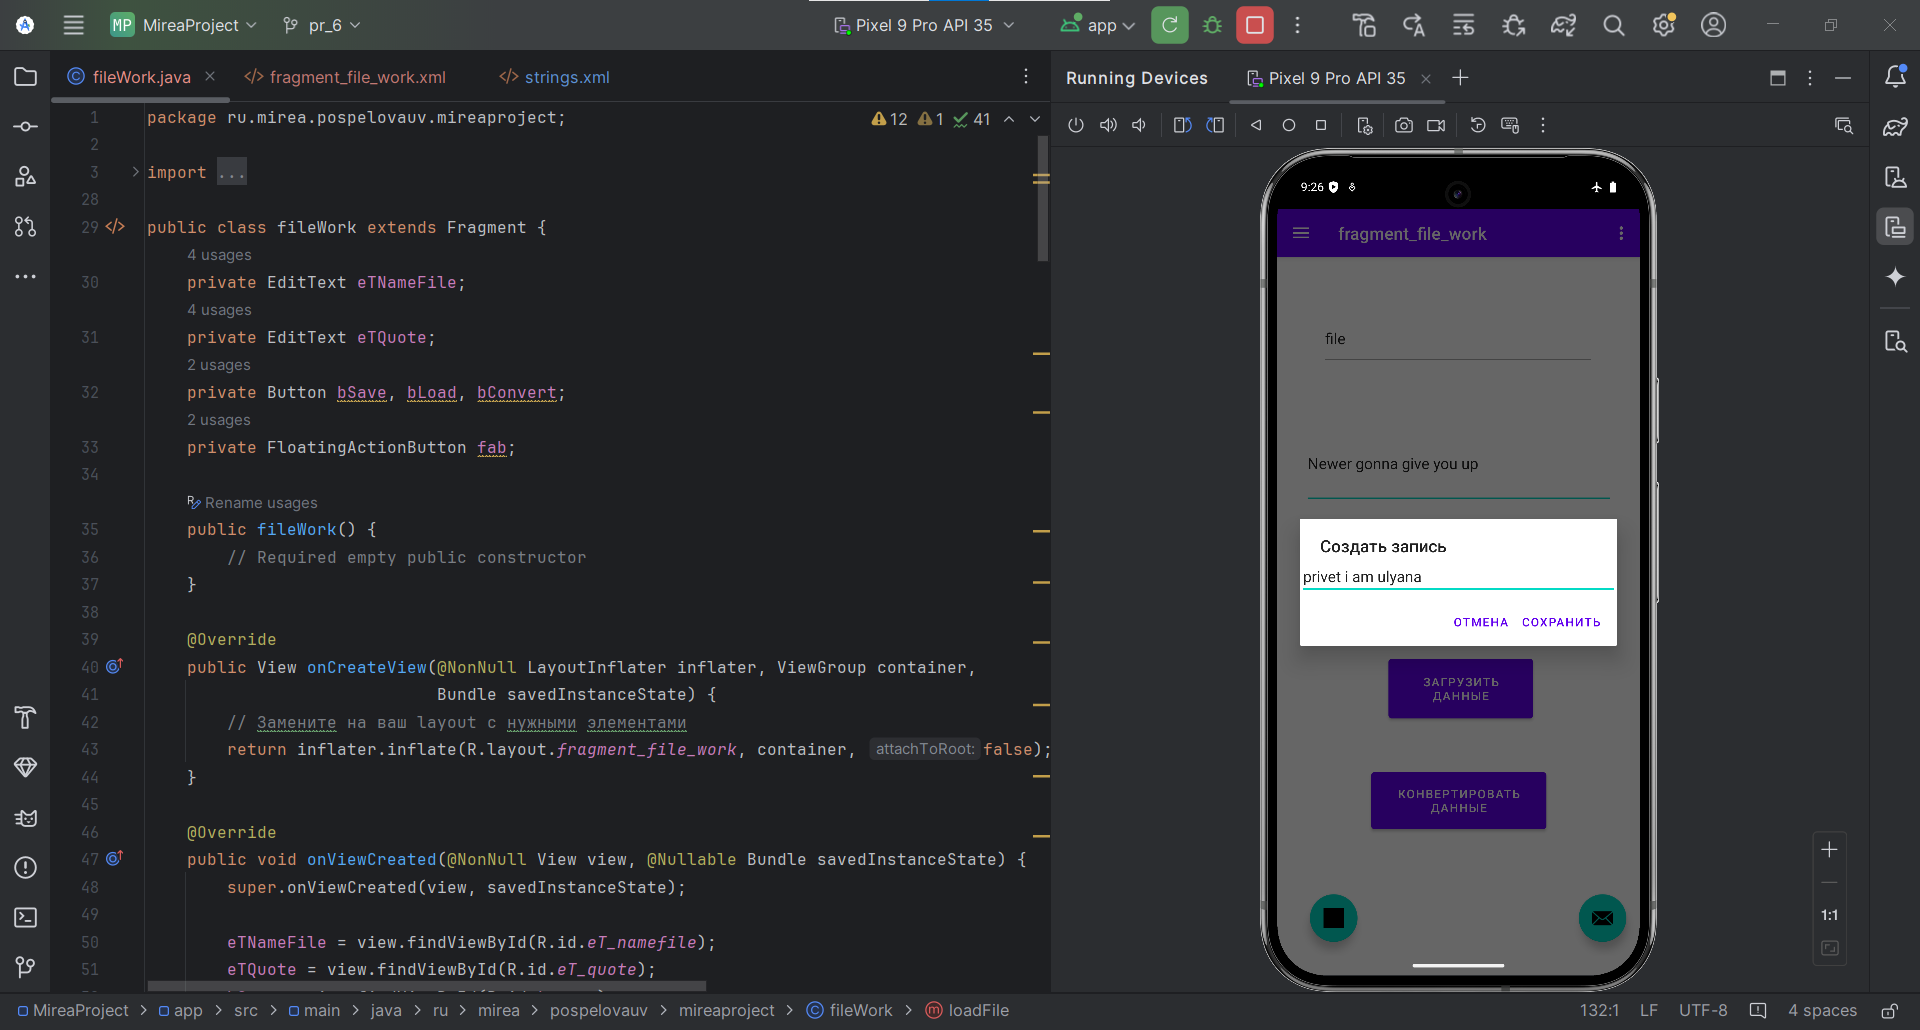 MP MireaProject pr_6 Pixel 9 Pro API 35 app
fileWork.java fragment_file_work.xml strings.xml
Running Devices Pixel 9 Pro API 35
1 package ru.mirea.pospelovauv.mireaproject;
12 1 41
2
3 import ...
28
29 public class fileWork extends Fragment {
4 usages
30 private EditText eTNameFile;
4 usages
31 private EditText eTQuote;
2 usages
32 private Button bSave, bLoad, bConvert;
2 usages
33 private FloatingActionButton fab;
34
Rename usages
35 public fileWork() {
36 // Required empty public constructor
37 }
38
39 @Override
40 public View onCreateView(@NonNull LayoutInflater inflater, ViewGroup container,
41 Bundle savedInstanceState) {
42 // Замените на ваш layout с нужными элементами
43 return inflater.inflate(R.layout.fragment_file_work, container, attachToRoot: false);
44 }
45
46 @Override
47 public void onViewCreated(@NonNull View view, @Nullable Bundle savedInstanceState) {
48 super.onViewCreated(view, savedInstanceState);
49
50 eTNameFile = view.findViewById(R.id.eT_namefile);
51 eTQuote = view.findViewById(R.id.eT_quote);
9:26
fragment_file_work
file
Newer gonna give you up
Создать запись
privet i am ulyana
ОТМЕНА СОХРАНИТЬ
ЗАГРУЗИТЬ
ДАННЫЕ
КОНВЕРТИРОВАТЬ
ДАННЫЕ
1:1
MireaProject > app > src > main > java > ru > mirea > pospelovauv > mireaproject > fileWork > loadFile
132:1 LF UTF-8 4 spaces